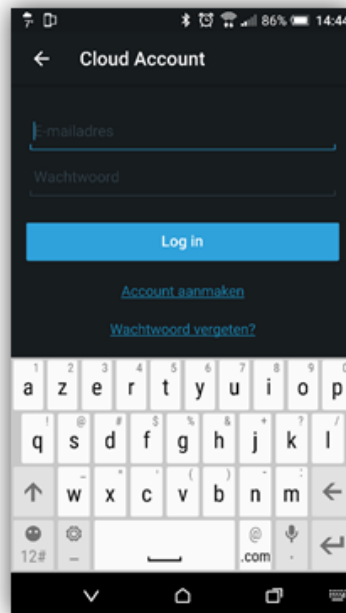 86% 14:44
Cloud Account
E-mailadres
Wachtwoord
Log in
Account aanmaken
Wachtwoord vergeten?
1 2 3 4 5 6 7 8 9 0
a z e r t y u i o p
! @ # $ % & + ? /
q s d f g h j k l
_ " ' ( ) - :
w x c v b n m
12# _ @ .com .